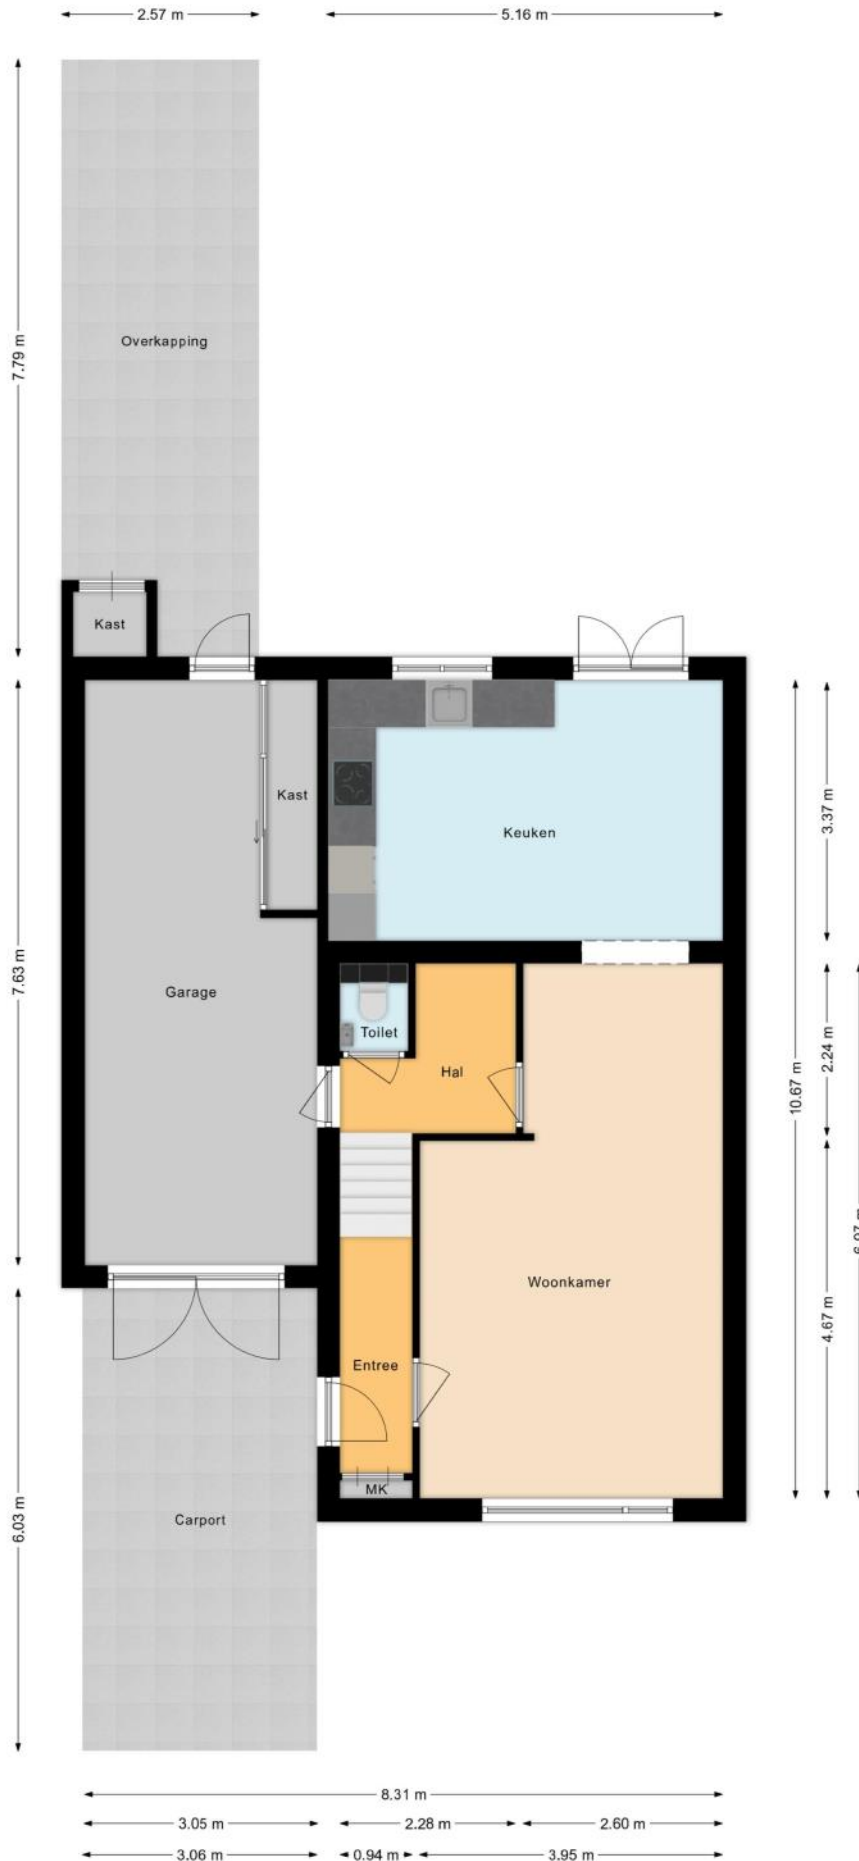 2.57 m
5.16 m
7.79 m
Overkapping
Kast
Kast
Keuken
3.37 m
7.63 m
Garage
Toilet
Hal
2.24 m
10.67 m
Woonkamer
4.67 m
Entree
MK
6.03 m
Carport
8.31 m
3.05 m
2.28 m
2.60 m
3.06 m
0.94 m
3.95 m